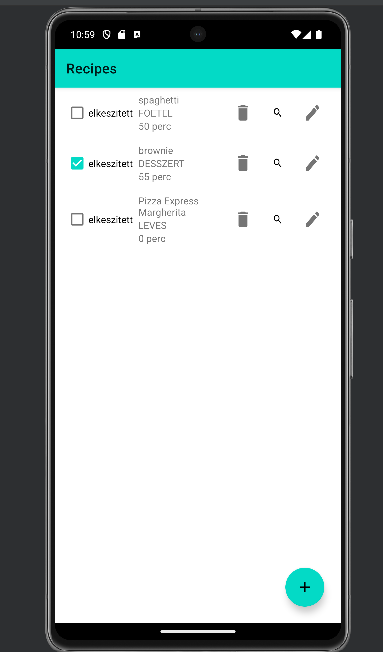 10:59
Recipes
elkeszitett
spaghetti
FOETEL
50 perc
elkeszitett
brownie
DESSZERT
55 perc
elkeszitett
Pizza Express
Margherita
LEVES
0 perc